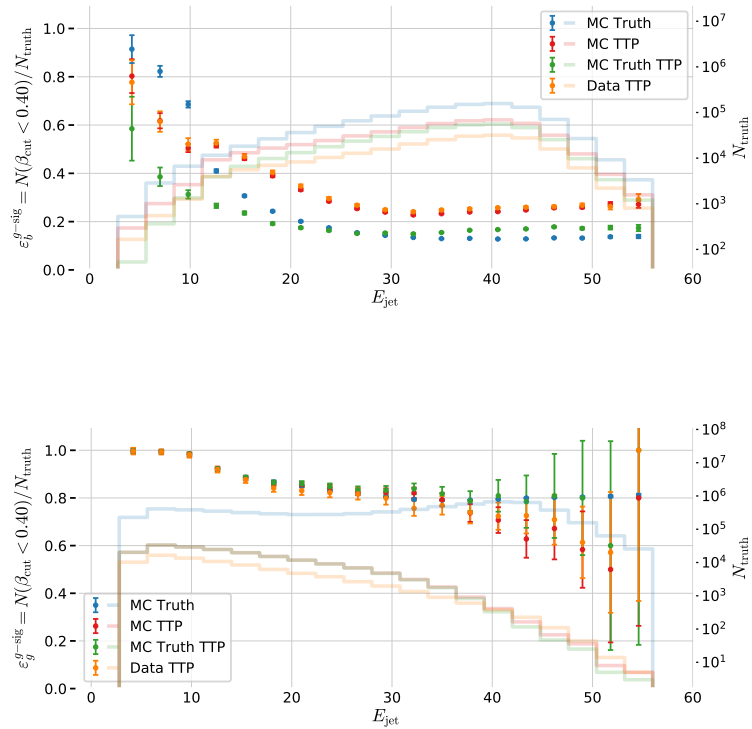 1.0
0.8
0.6
0.4
0.2
0.0
ε_b^{g−sig} = N(β_cut < 0.40)/N_truth
MC Truth
MC TTP
MC Truth TTP
Data TTP
10^7
10^6
10^5
10^4
10^3
10^2
N_truth
0 10 20 30 40 50 60
E_jet
1.0
0.8
0.6
0.4
0.2
0.0
ε_g^{g−sig} = N(β_cut < 0.40)/N_truth
MC Truth
MC TTP
MC Truth TTP
Data TTP
10^8
10^7
10^6
10^5
10^4
10^3
10^2
10^1
N_truth
0 10 20 30 40 50 60
E_jet